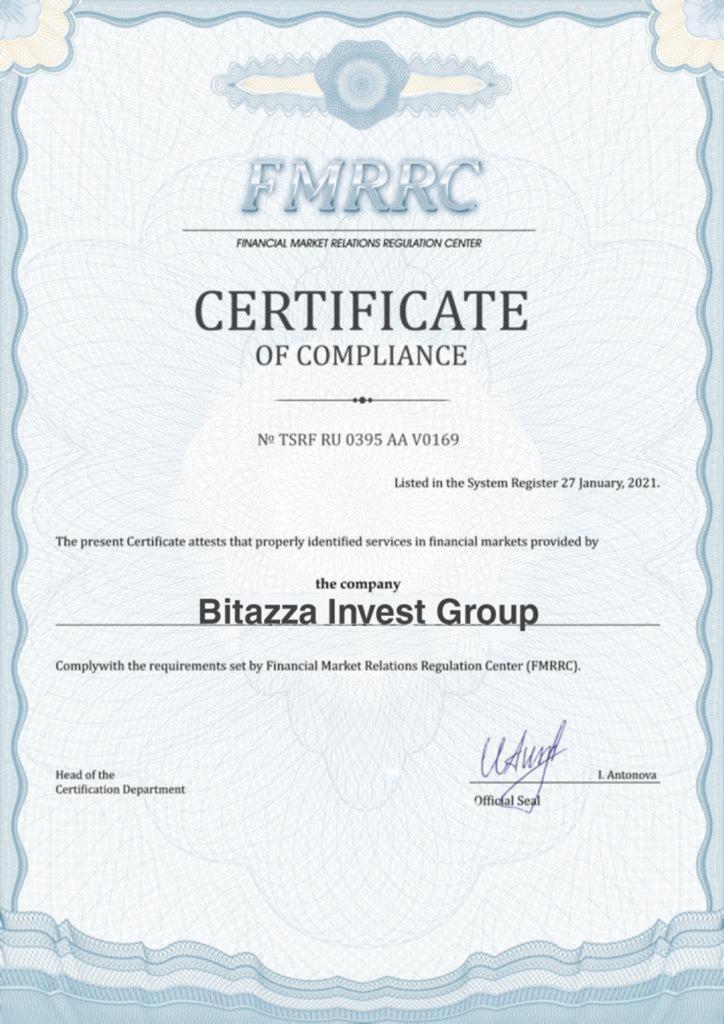 FMRRC
FINANCIAL MARKET RELATIONS REGULATION CENTER
CERTIFICATE
OF COMPLIANCE
№ TSRF RU 0395 AA V0169
Listed in the System Register 27 January, 2021.
The present Certificate attests that properly identified services in financial markets provided by
the company
Bitazza Invest Group
Complywith the requirements set by Financial Market Relations Regulation Center (FMRRC).
Head of the
Certification Department
I. Antonova
Official Seal